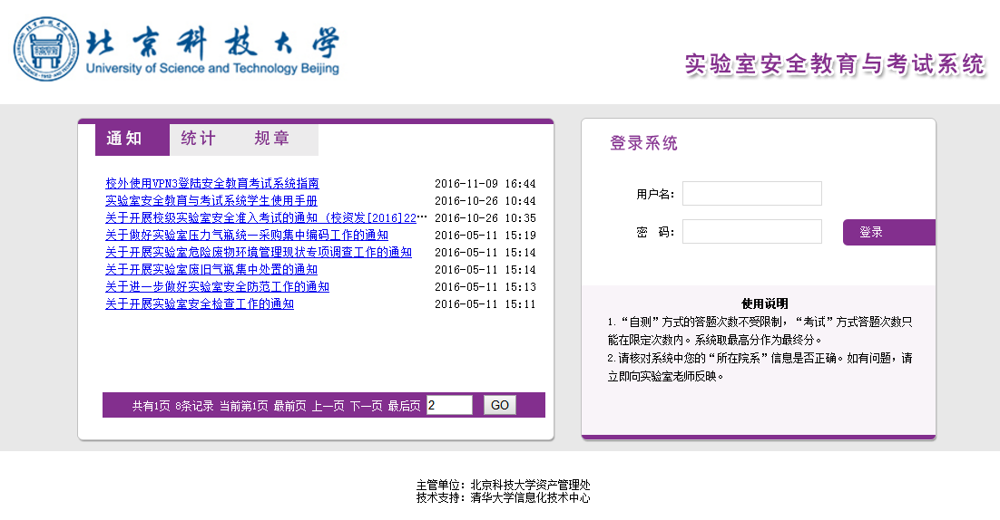 北京科技大学
University of Science and Technology Beijing
实验室安全教育与考试系统
通知 统计 规章
校外使用VPN3登陆安全教育考试系统指南 2016-11-09 16:44
实验室安全教育与考试系统学生使用手册 2016-10-26 10:44
关于开展校级实验室安全准入考试的通知（校资发[2016]22… 2016-10-26 10:35
关于做好实验室压力气瓶统一采购集中编码工作的通知 2016-05-11 15:19
关于开展实验室危险废物环境管理现状专项调查工作的通知 2016-05-11 15:14
关于开展实验室废旧气瓶集中处置的通知 2016-05-11 15:14
关于进一步做好实验室安全防范工作的通知 2016-05-11 15:13
关于开展实验室安全检查工作的通知 2016-05-11 15:11
共有1页 8条记录 当前第1页 最前页 上一页 下一页 最后页 2 GO
登录系统
用户名：
密 码： 登录
使用说明
1.“自测”方式的答题次数不受限制，“考试”方式答题次数只
能在限定次数内。系统取最高分作为最终分。
2.请核对系统中您的“所在院系”信息是否正确。如有问题，请
立即向实验室老师反映。
主管单位：北京科技大学资产管理处
技术支持：清华大学信息化技术中心